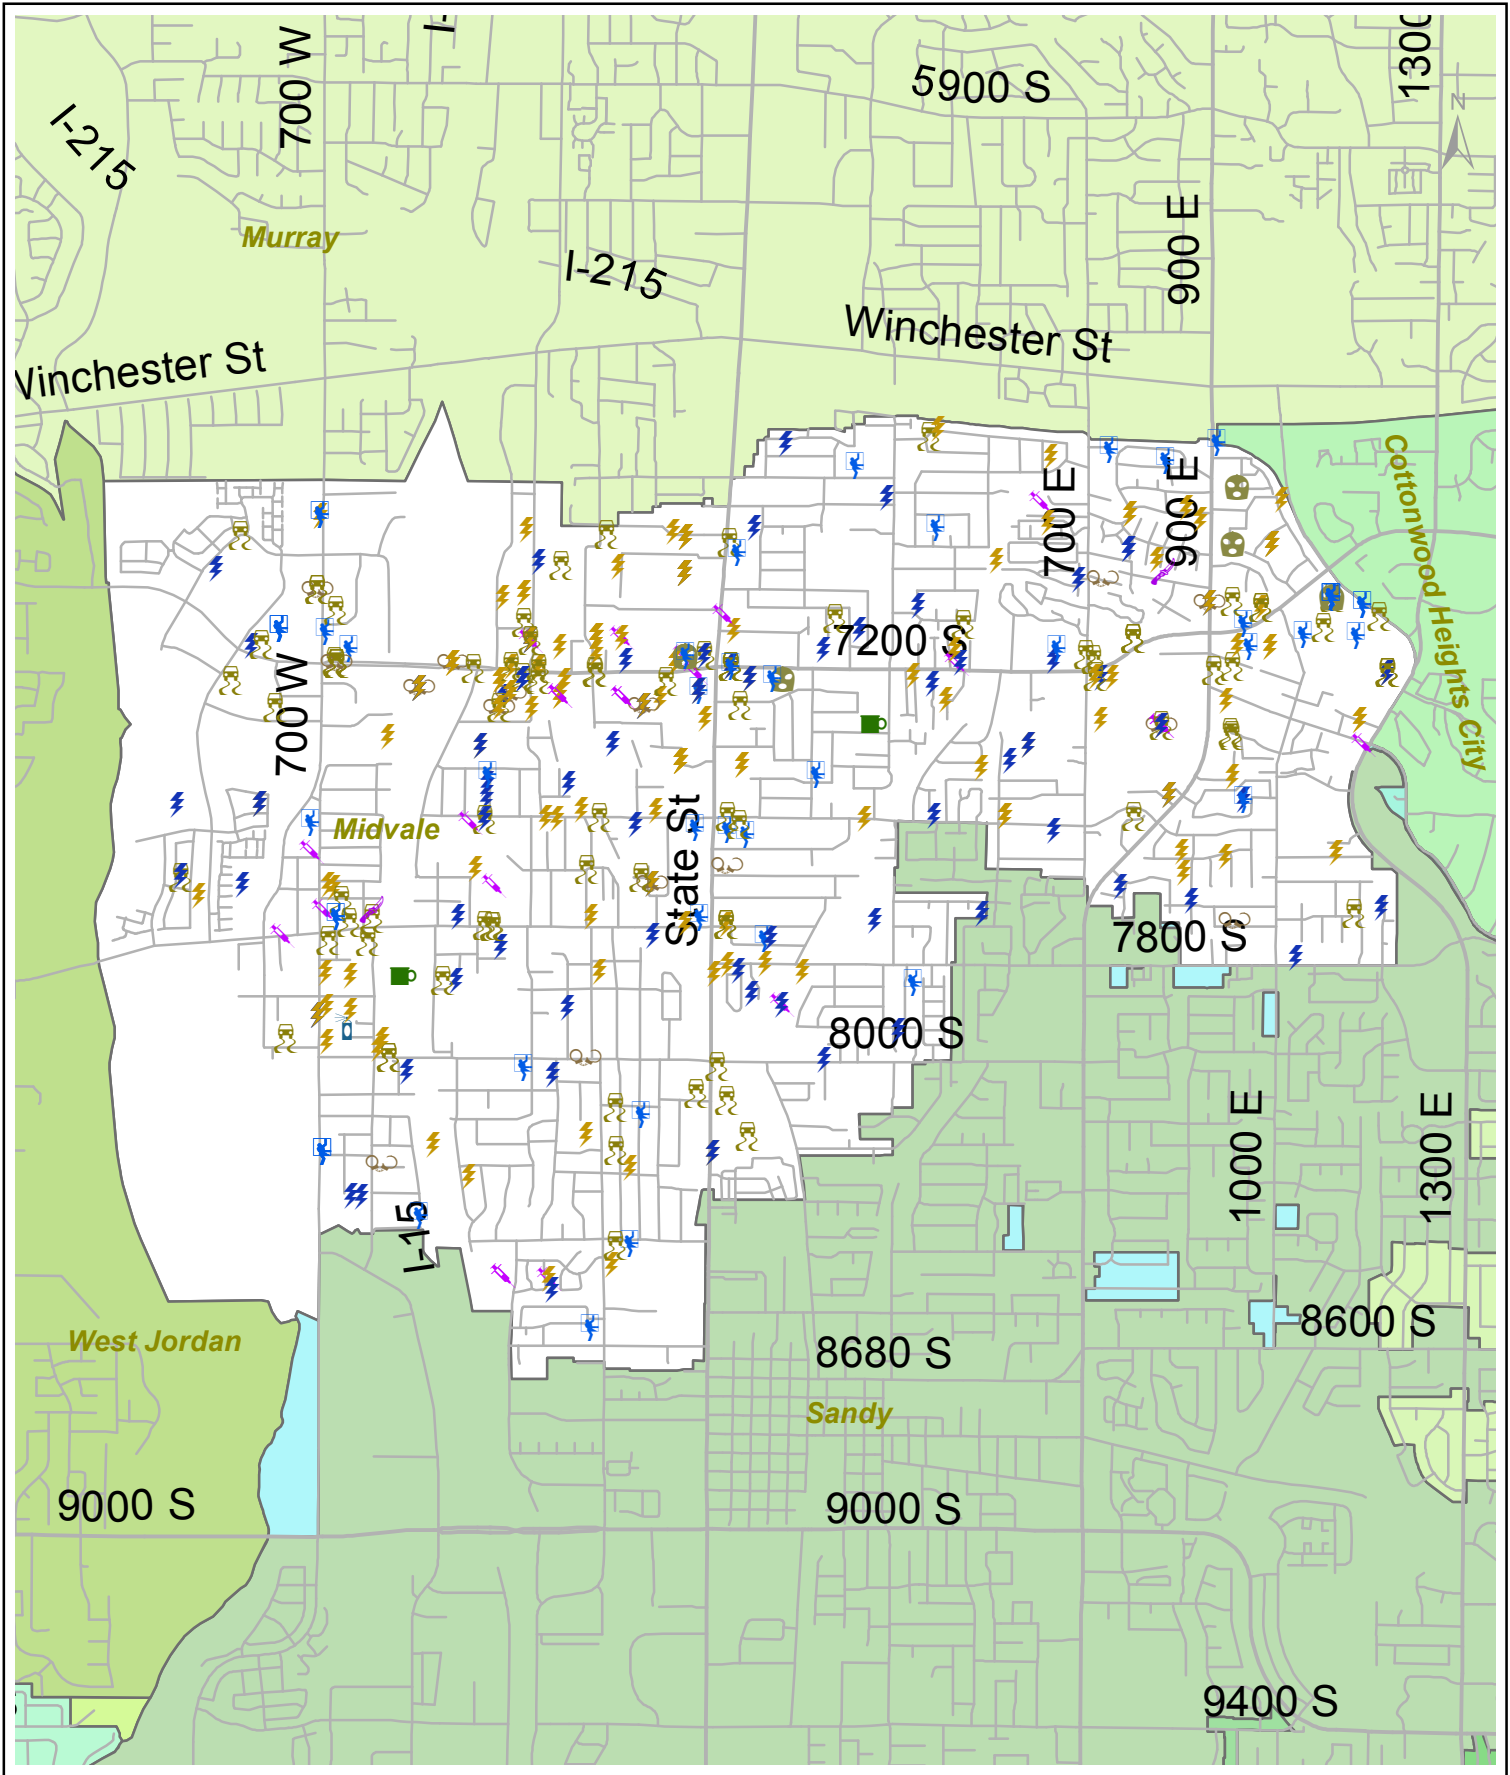 700 W
5900 S
1300
I-215
N
Murray
900 E
I-215
Winchester St
Winchester St
Cottonwood Heights City
700 E
900 E
7200 S
700 W
Midvale
State St
7800 S
8000 S
1000 E
1300 E
I-15
8600 S
West Jordan
8680 S
Sandy
9000 S
9000 S
9400 S